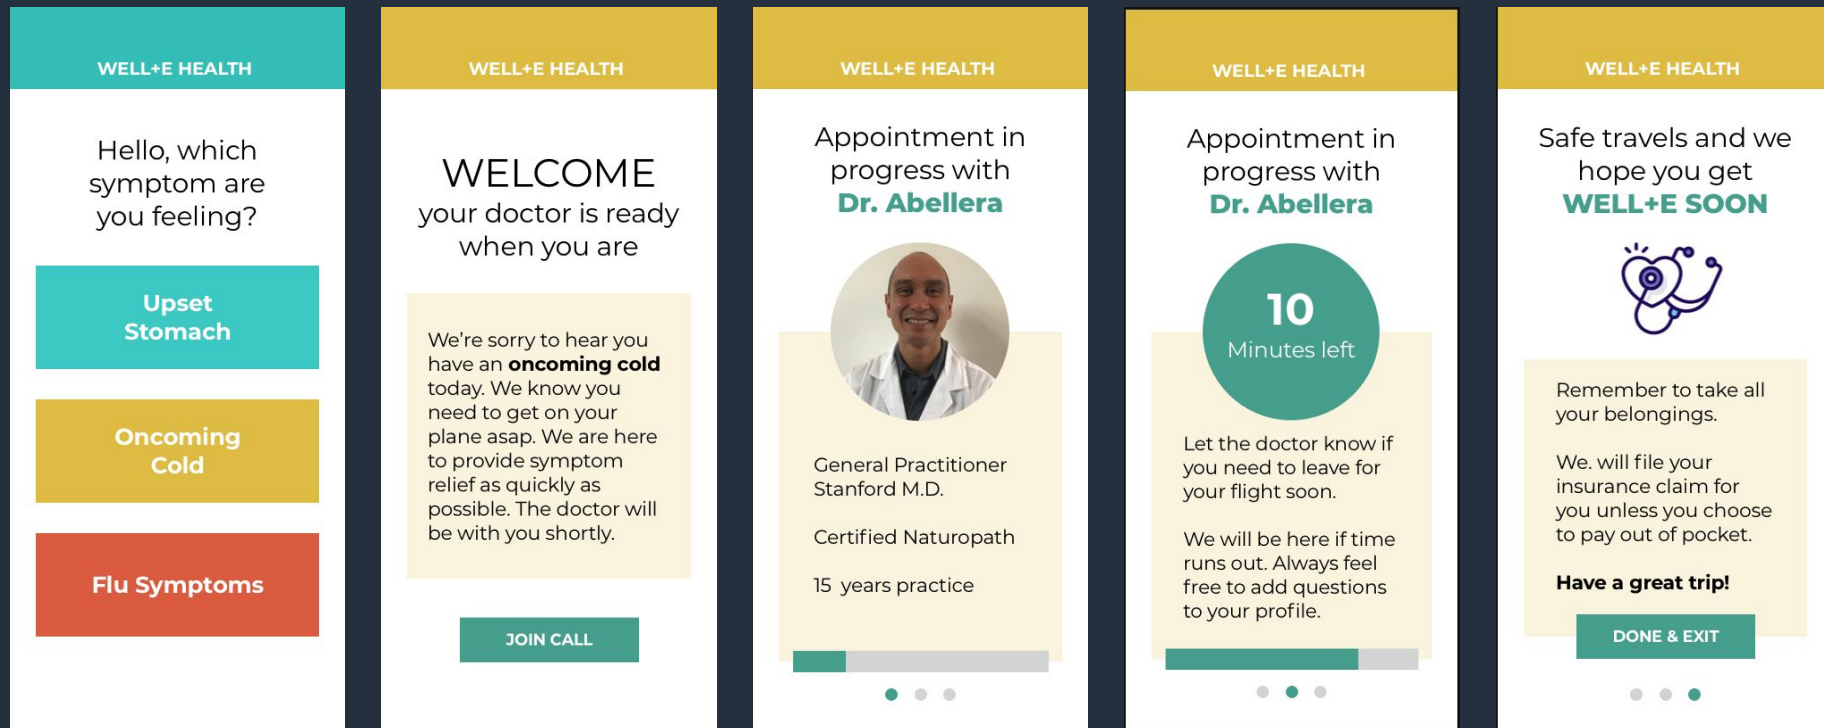 WELL+E HEALTH
Hello, which
symptom are
you feeling?
Upset
Stomach
Oncoming
Cold
Flu Symptoms
WELL+E HEALTH
WELCOME
your doctor is ready
when you are
We're sorry to hear you
have an oncoming cold
today. We know you
need to get on your
plane asap. We are here
to provide symptom
relief as quickly as
possible. The doctor will
be with you shortly.
JOIN CALL
WELL+E HEALTH
Appointment in
progress with
Dr. Abellera
General Practitioner
Stanford M.D.
Certified Naturopath
15 years practice
WELL+E HEALTH
Appointment in
progress with
Dr. Abellera
10
Minutes left
Let the doctor know if
you need to leave for
your flight soon.
We will be here if time
runs out. Always feel
free to add questions
to your profile.
WELL+E HEALTH
Safe travels and we
hope you get
WELL+E SOON
Remember to take all
your belongings.
We. will file your
insurance claim for
you unless you choose
to pay out of pocket.
Have a great trip!
DONE & EXIT